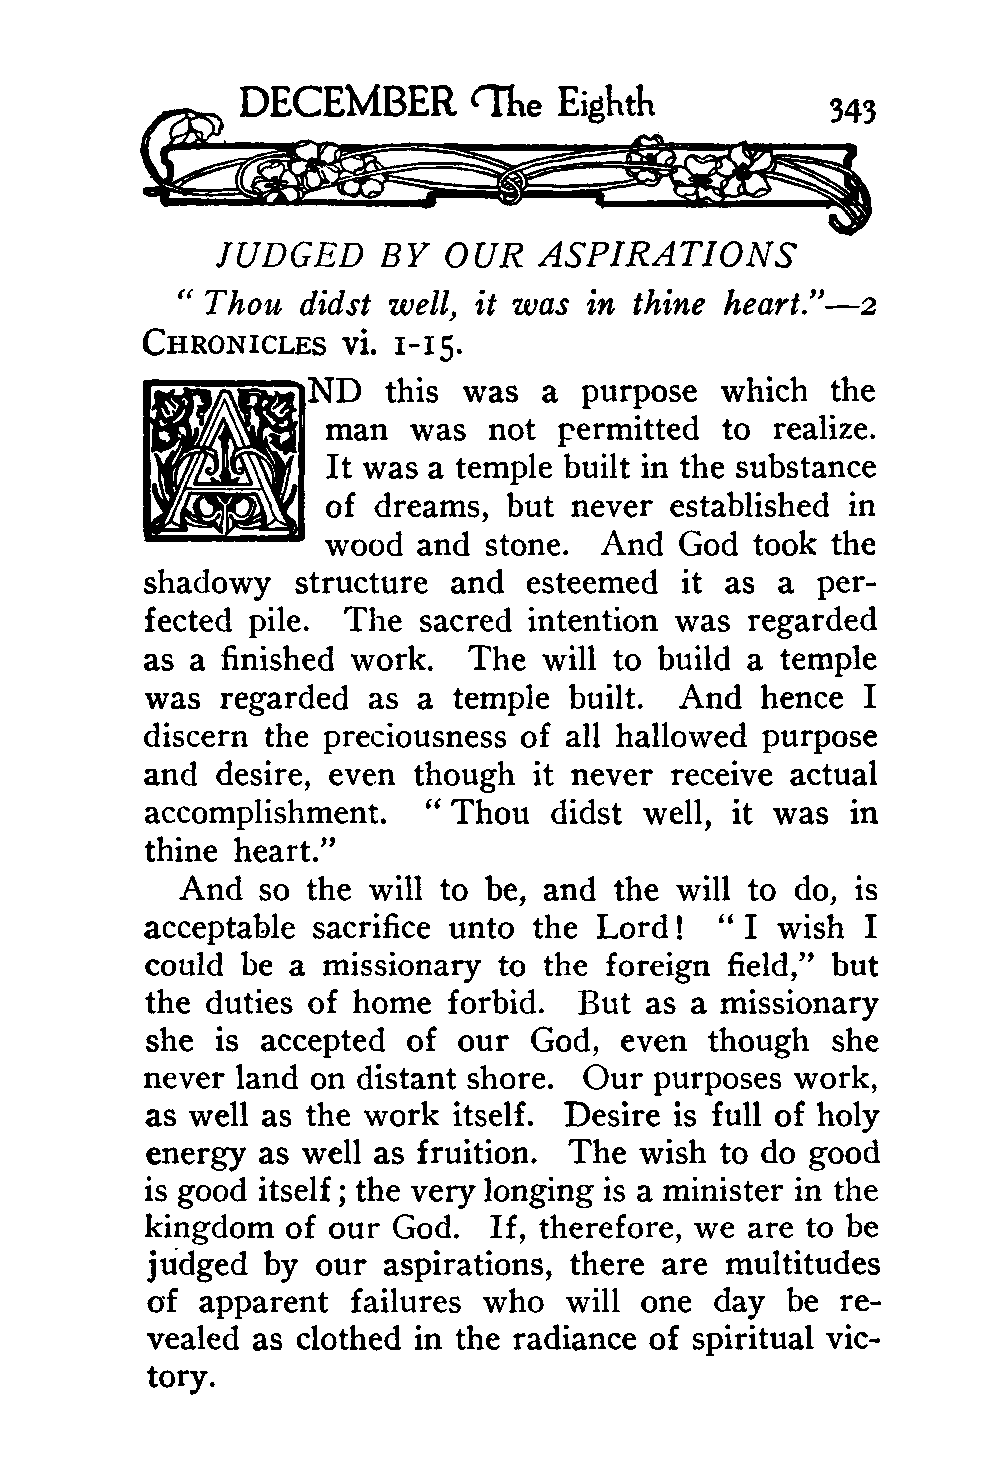 DECEMBER The Eighth 343
JUDGED BY OUR ASPIRATIONS
“Thou didst well, it was in thine heart.”—2
CHRONICLES vi. 1-15.
AND this was a purpose which the
man was not permitted to realize.
It was a temple built in the substance
of dreams, but never established in
wood and stone. And God took the
shadowy structure and esteemed it as a per-
fected pile. The sacred intention was regarded
as a finished work. The will to build a temple
was regarded as a temple built. And hence I
discern the preciousness of all hallowed purpose
and desire, even though it never receive actual
accomplishment. “Thou didst well, it was in
thine heart.”
And so the will to be, and the will to do, is
acceptable sacrifice unto the Lord! “I wish I
could be a missionary to the foreign field,” but
the duties of home forbid. But as a missionary
she is accepted of our God, even though she
never land on distant shore. Our purposes work,
as well as the work itself. Desire is full of holy
energy as well as fruition. The wish to do good
is good itself; the very longing is a minister in the
kingdom of our God. If, therefore, we are to be
judged by our aspirations, there are multitudes
of apparent failures who will one day be re-
vealed as clothed in the radiance of spiritual vic-
tory.